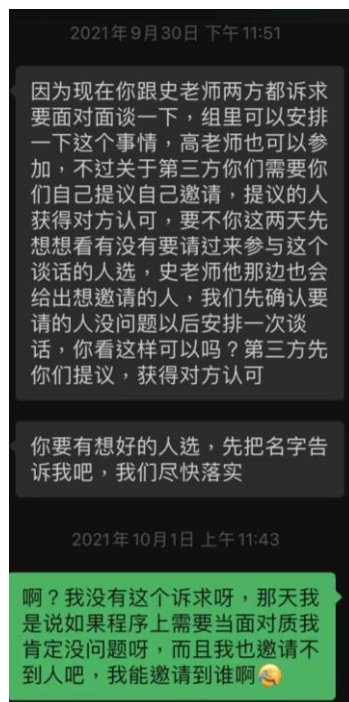 2021年9月30日 下午11:51
因为现在你跟史老师两方都诉求
要面对面谈一下，组里可以安排
一下这个事情，高老师也可以参
加，不过关于第三方你们需要你
们自己提议自己邀请，提议的人
获得对方认可，要不你这两天先
想想看有没有要请过来参与这个
谈话的人选，史老师他那边也会
给出想邀请的人，我们先确认要
请的人没问题以后安排一次谈
话，你看这样可以吗？第三方先
你们提议，获得对方认可
你要有想好的人选，先把名字告
诉我吧，我们尽快落实
2021年10月1日 上午11:43
啊？我没有这个诉求呀，那天我
是说如果程序上需要当面对质我
肯定没问题呀，而且我也邀请不
到人吧，我能邀请到谁啊🤣